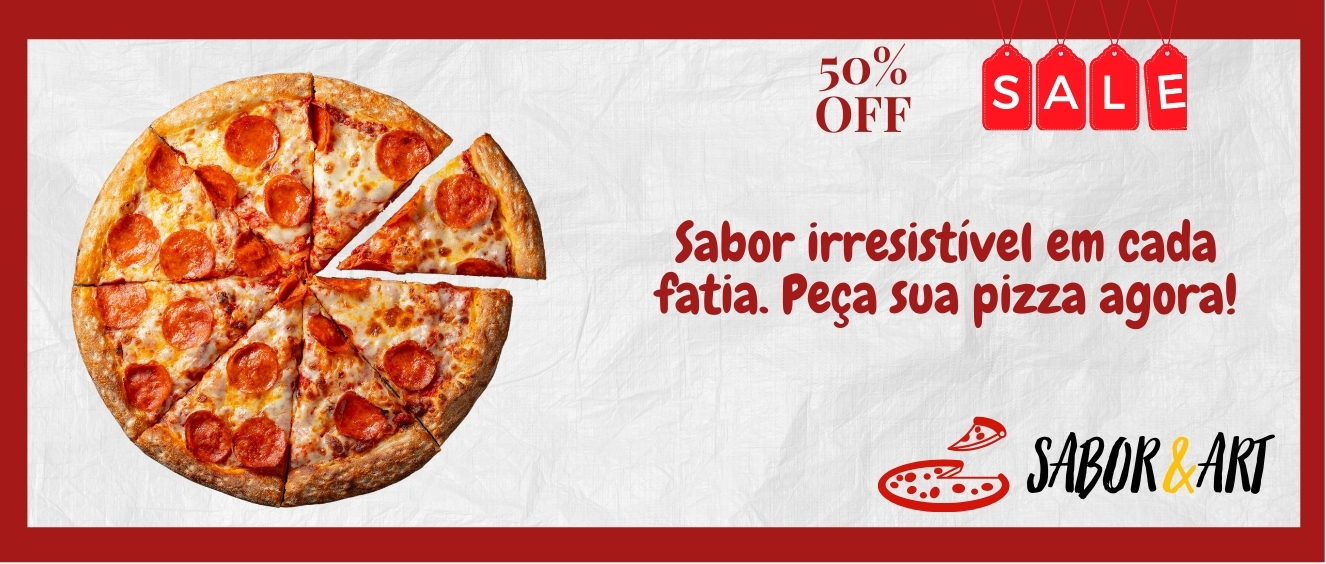 50%
OFF
SALE
Sabor irresistível em cada
fatia. Peça sua pizza agora!
SABOR&ART